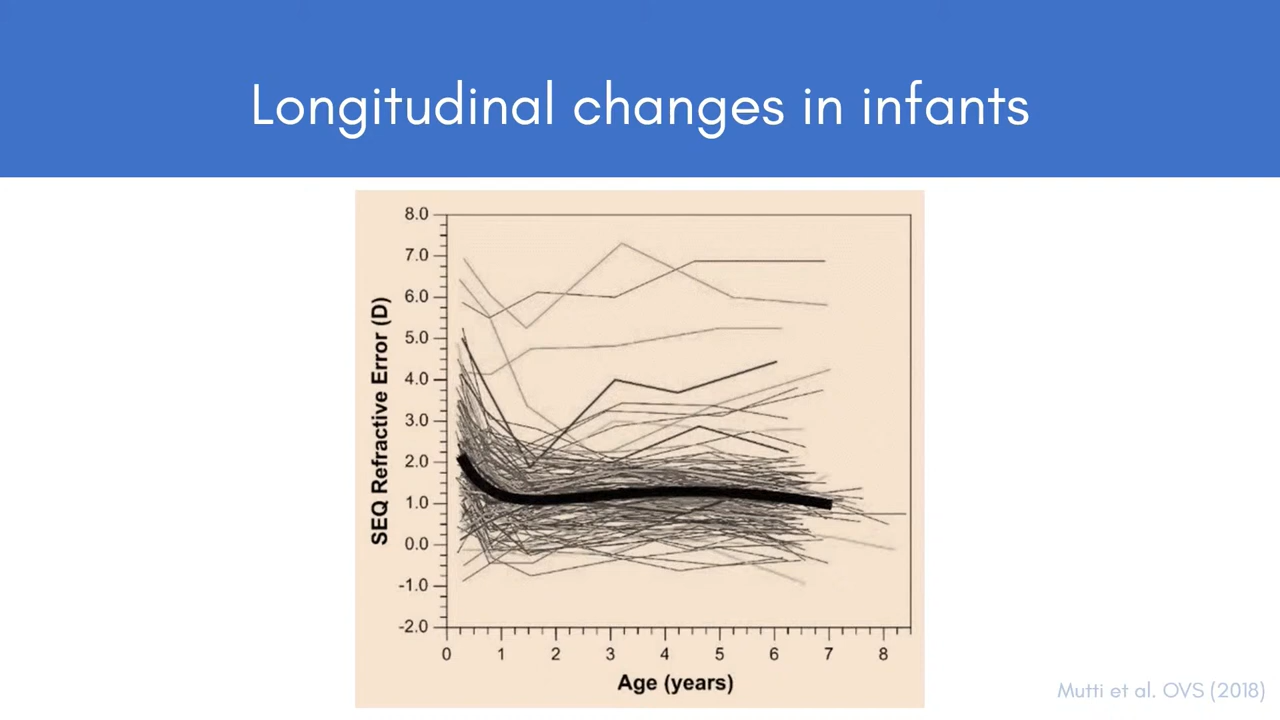 Longitudinal changes in infants
8.0
7.0
6.0
5.0
4.0
3.0
2.0
1.0
0.0
-1.0
-2.0
SEQ Refractive Error (D)
0 1 2 3 4 5 6 7 8
Age (years)
Mutti et al. OVS (2018)